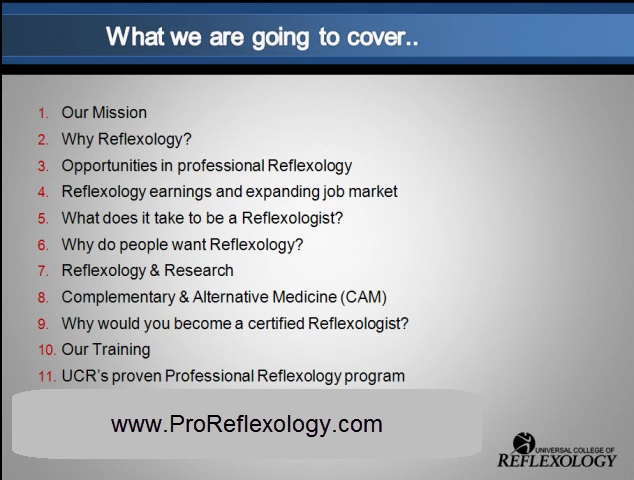 What we are going to cover..
1. Our Mission
2. Why Reflexology?
3. Opportunities in professional Reflexology
4. Reflexology earnings and expanding job market
5. What does it take to be a Reflexologist?
6. Why do people want Reflexology?
7. Reflexology & Research
8. Complementary & Alternative Medicine (CAM)
9. Why would you become a certified Reflexologist?
10. Our Training
11. UCR's proven Professional Reflexology program
www.ProReflexology.com
UNIVERSAL COLLEGE OF
REFLEXOLOGY